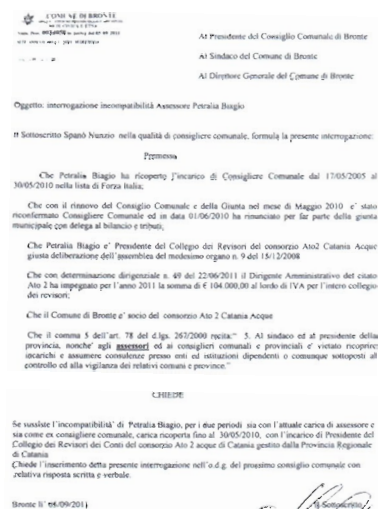 COMUNE DI BRONTE
Al Presidente del Consiglio Comunale di Bronte
Al Sindaco del Comune di Bronte
Al Direttore Generale del Comune di Bronte
Oggetto: interrogazione incompatibilità Assessore Petralia Biagio
Il Sottoscritto Spanò Nunzio nella qualità di consigliere comunale, formula la presente interrogazione:
Premessa
Che Petralia Biagio ha ricoperto l'incarico di Consigliere Comunale dal 17/05/2005 al
30/05/2010 nella lista di Forza Italia;
Che con il rinnovo del Consiglio Comunale e della Giunta nel mese di Maggio 2010 e' stato
riconfermato Consigliere Comunale ed in data 01/06/2010 ha rinunciato per far parte della giunta
municipale con delega al bilancio e tributi;
Che Petralia Biagio e' Presidente del Collegio dei Revisori del consorzio Ato2 Catania Acque
giusta deliberazione dell'assemblea del medesimo organo n. 9 del 15/12/2008
Che con determinazione dirigenziale n. 49 del 22/06/2011 il Dirigente Amministrativo del citato
Ato 2 ha impegnato per l'anno 2011 la somma di € 104.000,00 al lordo di IVA per l'intero collegio
dei revisori;
Che il Comune di Bronte e' socio del consorzio Ato 2 Catania Acque
Che il comma 5 dell'art. 78 del d.lgs. 267/2000 recita:" 5. Al sindaco ed al presidente della
provincia, nonche' agli assessori ed ai consiglieri comunali e provinciali e' vietato ricoprire
incarichi e assumere consulenze presso enti ed istituzioni dipendenti o comunque sottoposti al
controllo ed alla vigilanza dei relativi comuni e province."
CHIEDE
Se sussiste l'incompatibilita' di Petralia Biagio, per i due periodi sia con l'attuale carica di assessore e
sia come ex consigliere comunale, carica ricoperta fino al 30/05/2010, con l'incarico di Presidente del
Collegio dei Revisori dei Conti del consorzio Ato 2 acque di Catania gestito dalla Provincia Regionale
di Catania
Chiede l'inserimento della presente interrogazione nell'o.d.g. del prossimo consiglio comunale con
relativa risposta scritta e verbale.
Bronte li' /09/2011
Il Sottoscritto